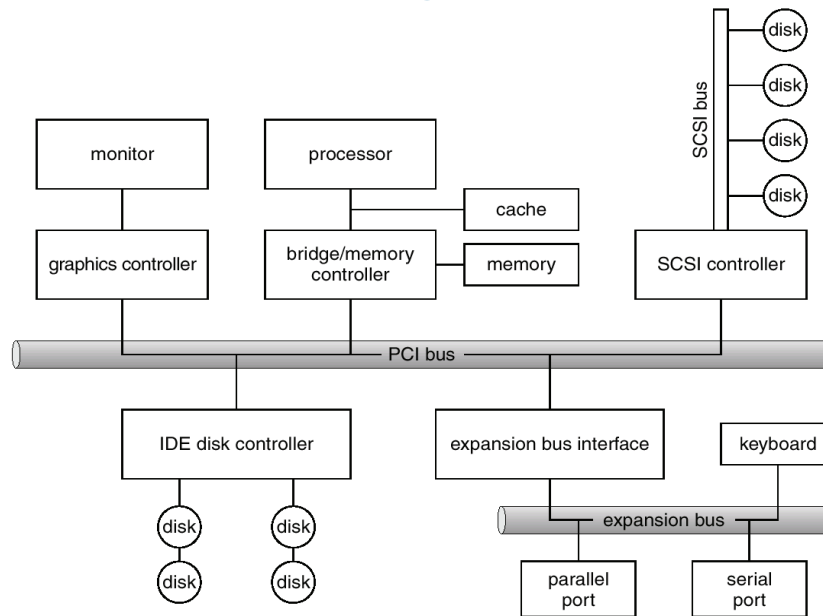 disk
disk
SCSI bus
disk
disk
monitor
processor
cache
graphics controller
bridge/memory
controller
memory
SCSI controller
PCI bus
IDE disk controller
expansion bus interface
keyboard
disk
disk
expansion bus
disk
disk
parallel
port
serial
port